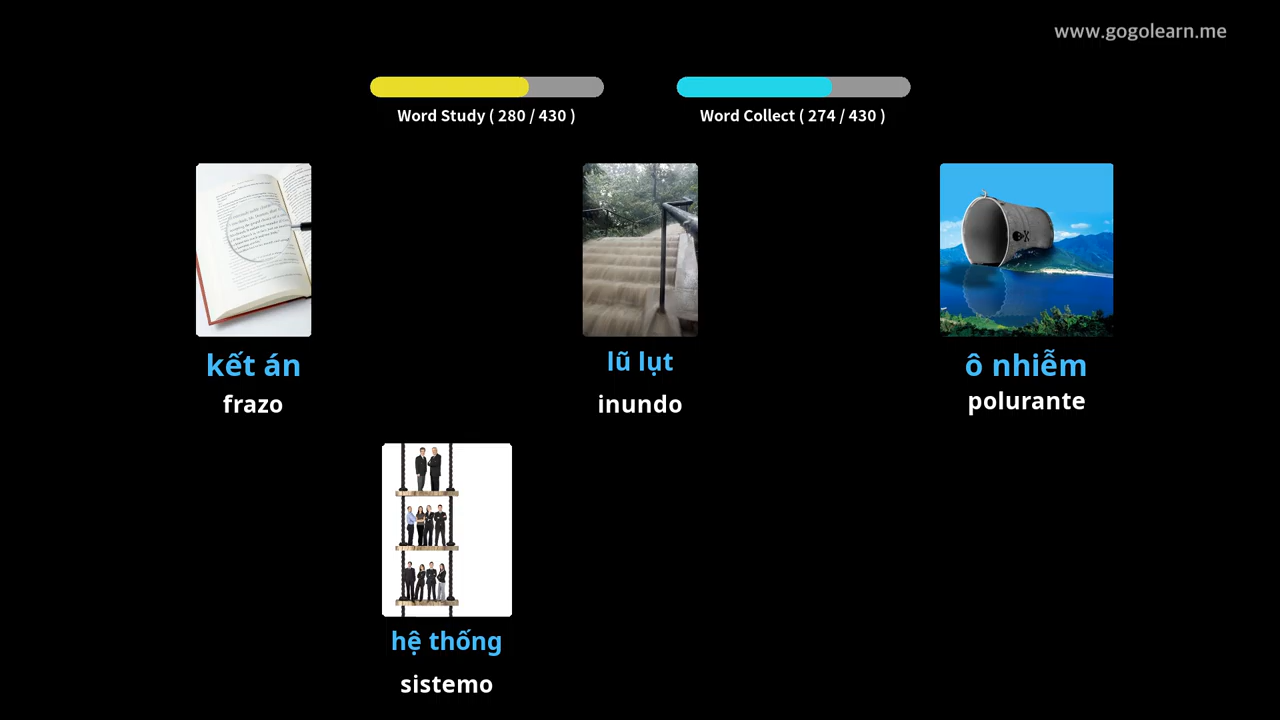 www.gogolearn.me
Word Study ( 280 / 430 )
Word Collect ( 274 / 430 )
kết án
frazo
lũ lụt
inundo
ô nhiễm
polurante
hệ thống
sistemo